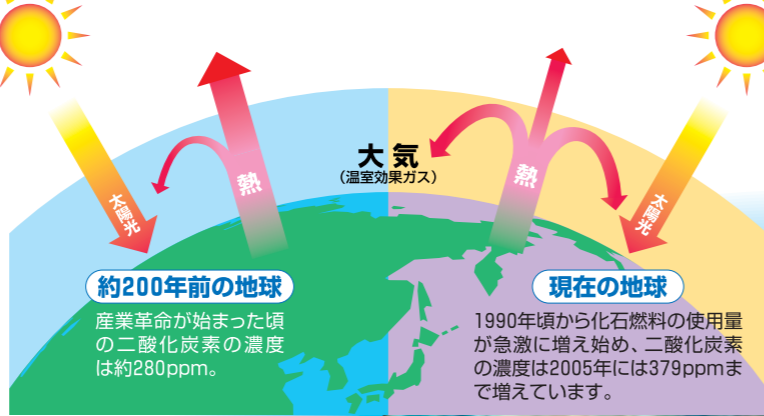 大気
(温室効果ガス)
太陽光
熱
熱
太陽光
約200年前の地球
産業革命が始まった頃
の二酸化炭素の濃度
は約280ppm。
現在の地球
1990年頃から化石燃料の使用量
が急激に増え始め、二酸化炭素
の濃度は2005年には379ppmま
で増えています。